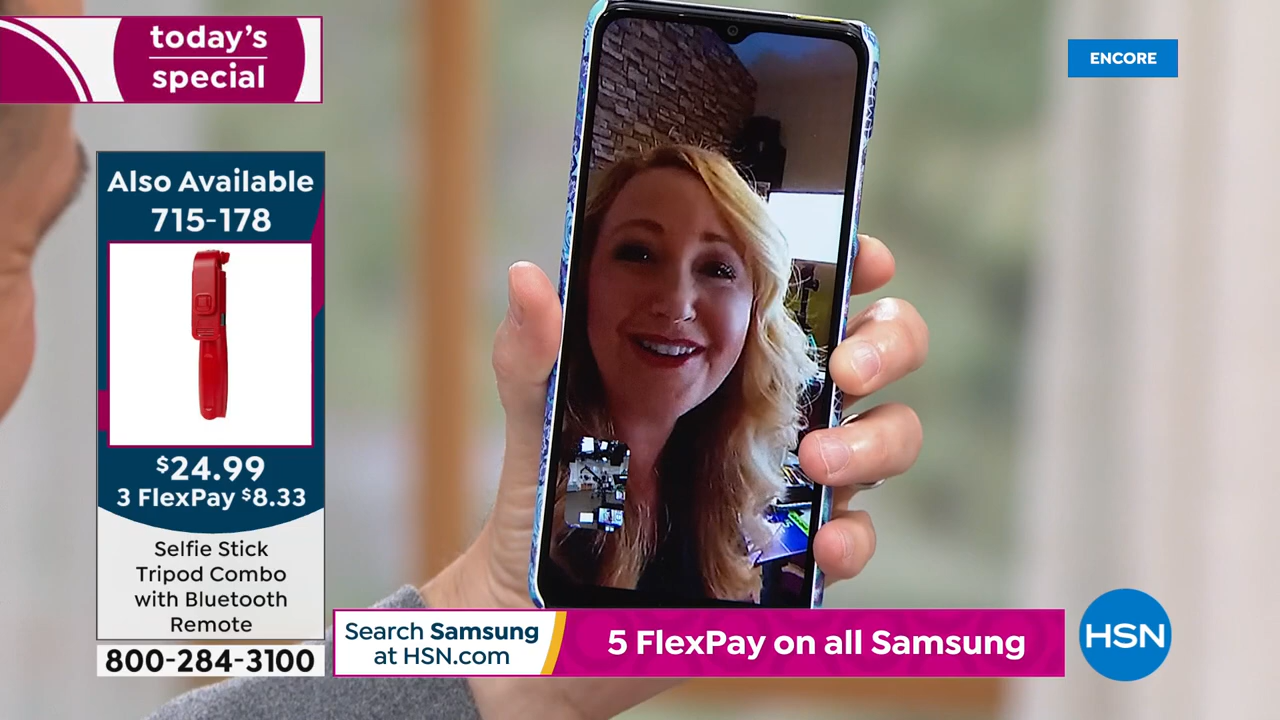 today's
special
ENCORE
Also Available
715-178
$24.99
3 FlexPay $8.33
Selfie Stick
Tripod Combo
with Bluetooth
Remote
800-284-3100
Search Samsung
at HSN.com
5 FlexPay on all Samsung
HSN